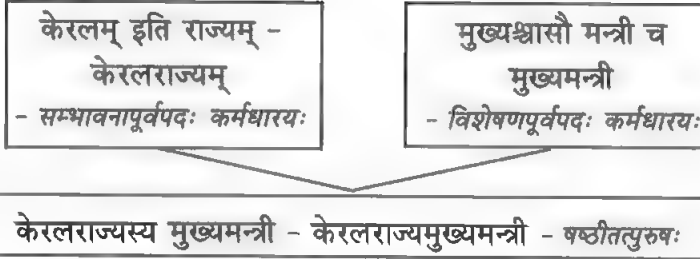 केरलम् इति राज्यम् -
केरलराज्यम्
- सम्भावनापूर्वपदः कर्मधारयः
मुख्यश्चासौ मन्त्री च
मुख्यमन्त्री
- विशेषणपूर्वपदः कर्मधारयः
केरलराज्यस्य मुख्यमन्त्री - केरलराज्यमुख्यमन्त्री - षष्ठीतत्पुरुषः